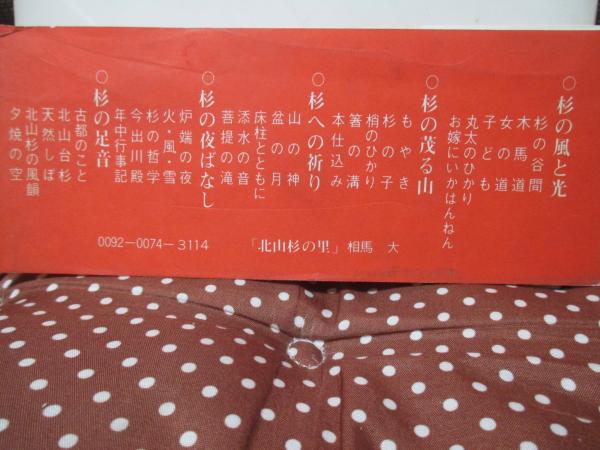 ○ 杉の風と光
杉の谷間
木馬道
女の道
子ども
丸太のひかり
お嫁にいかはんねん
○ 杉の茂る山
もやき
杉の子
梢のひかり
箸の溝
本仕込み
○ 杉への祈り
山の神
盆の月
床柱とともに
添水の音
菩提の滝
○ 杉の夜ばなし
炉端の夜
火・風・雪
杉の哲学
今出川殿
年中行事記
○ 杉の足音
古都のこと
北山台杉
天然しぼ
北山杉の風韻
夕焼の空
0092-0074-3114 「北山杉の里」相馬 大